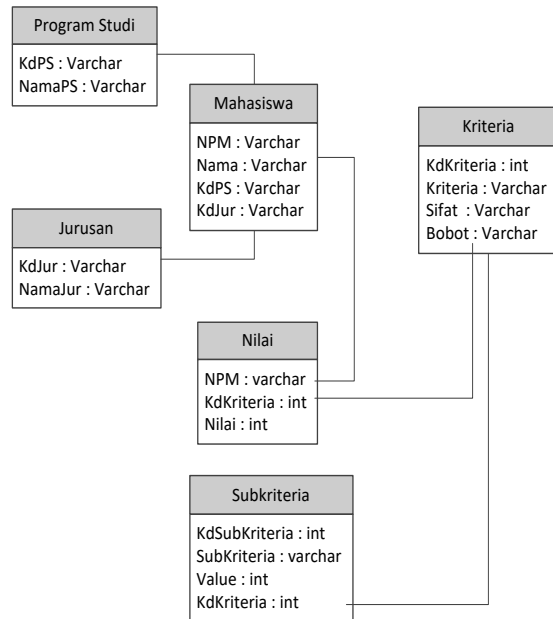 Program Studi
KdPS : Varchar
NamaPS : Varchar
Mahasiswa
NPM : Varchar
Nama : Varchar
KdPS : Varchar
KdJur : Varchar
Kriteria
KdKriteria : int
Kriteria : Varchar
Sifat : Varchar
Bobot : Varchar
Jurusan
KdJur : Varchar
NamaJur : Varchar
Nilai
NPM : varchar
KdKriteria : int
Nilai : int
Subkriteria
KdSubKriteria : int
SubKriteria : varchar
Value : int
KdKriteria : int